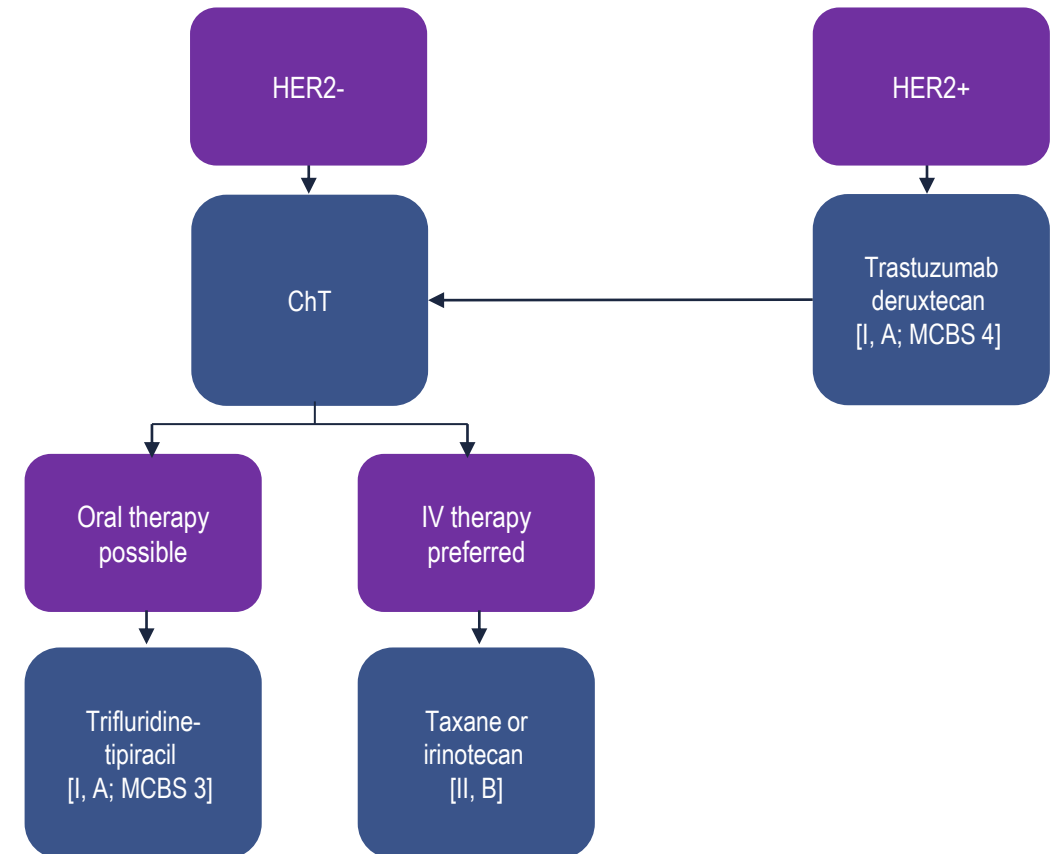 HER2-
HER2+
ChT
Trastuzumab
deruxtecan
[I, A; MCBS 4]
Oral therapy
possible
IV therapy
preferred
Trifluridine-
tipiracil
[I, A; MCBS 3]
Taxane or
irinotecan
[II, B]